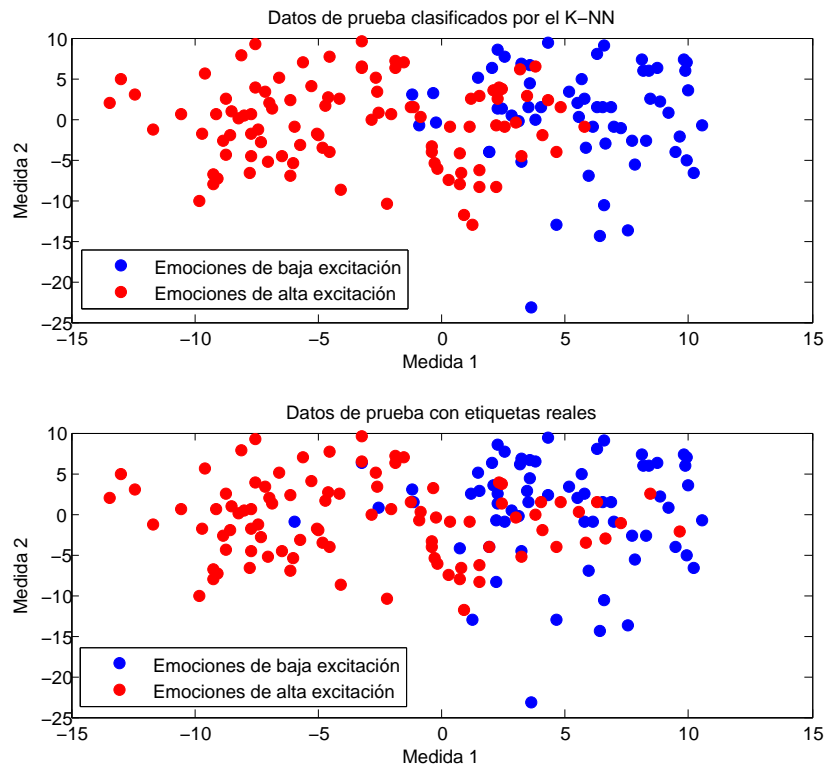 Datos de prueba clasificados por el K−NN
10
5
0
−5
−10
−15
−20
−25
Medida 2
Emociones de baja excitación
Emociones de alta excitación
−15 −10 −5 0 5 10 15
Medida 1
Datos de prueba con etiquetas reales
10
5
0
−5
−10
−15
−20
−25
Medida 2
Emociones de baja excitación
Emociones de alta excitación
−15 −10 −5 0 5 10 15
Medida 1